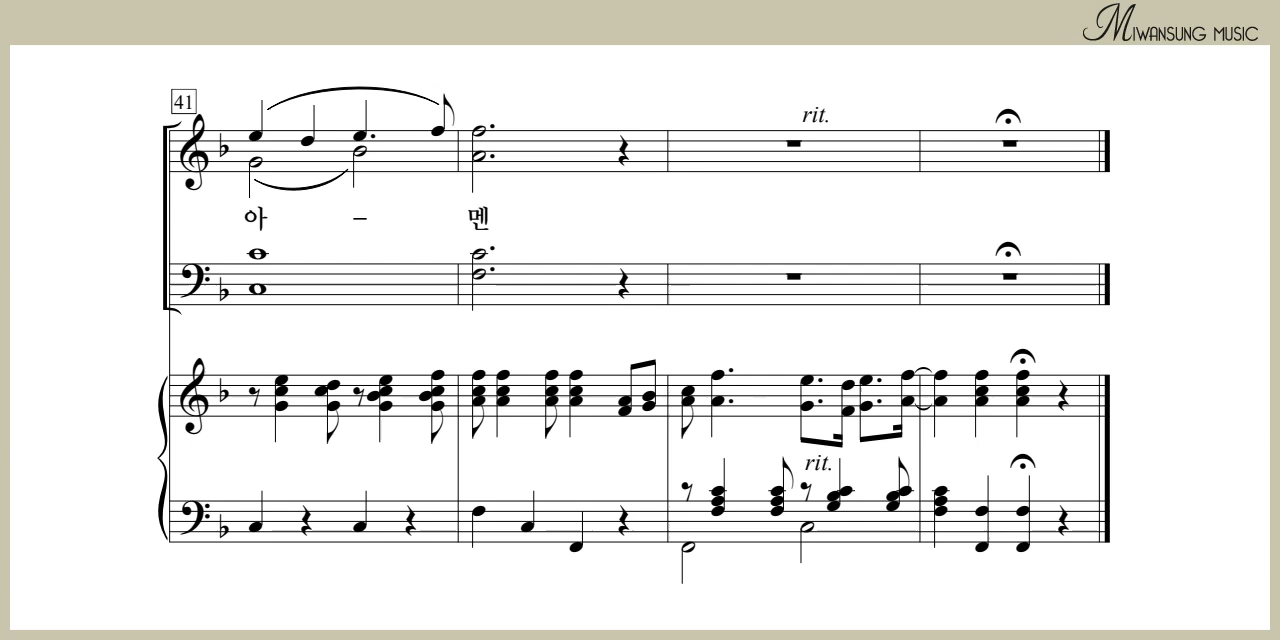 MIWANSUNG MUSIC
41
rit.
아 – 멘
rit.